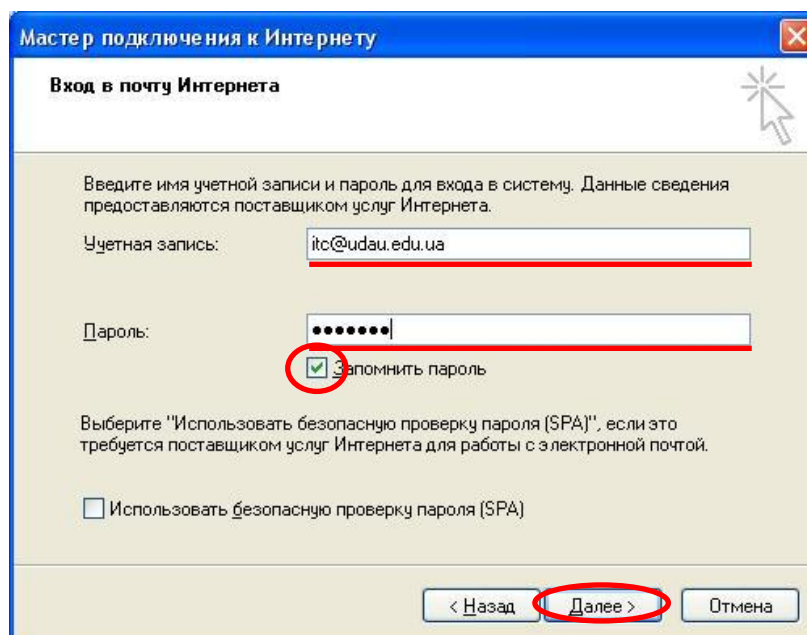 Мастер подключения к Интернету
Вход в почту Интернета
Введите имя учетной записи и пароль для входа в систему. Данные сведения
предоставляются поставщиком услуг Интернета.
Учетная запись: itc@udau.edu.ua
Пароль: •••••••
Запомнить пароль
Выберите "Использовать безопасную проверку пароля (SPA)", если это
требуется поставщиком услуг Интернета для работы с электронной почтой.
Использовать безопасную проверку пароля (SPA)
< Назад Далее > Отмена